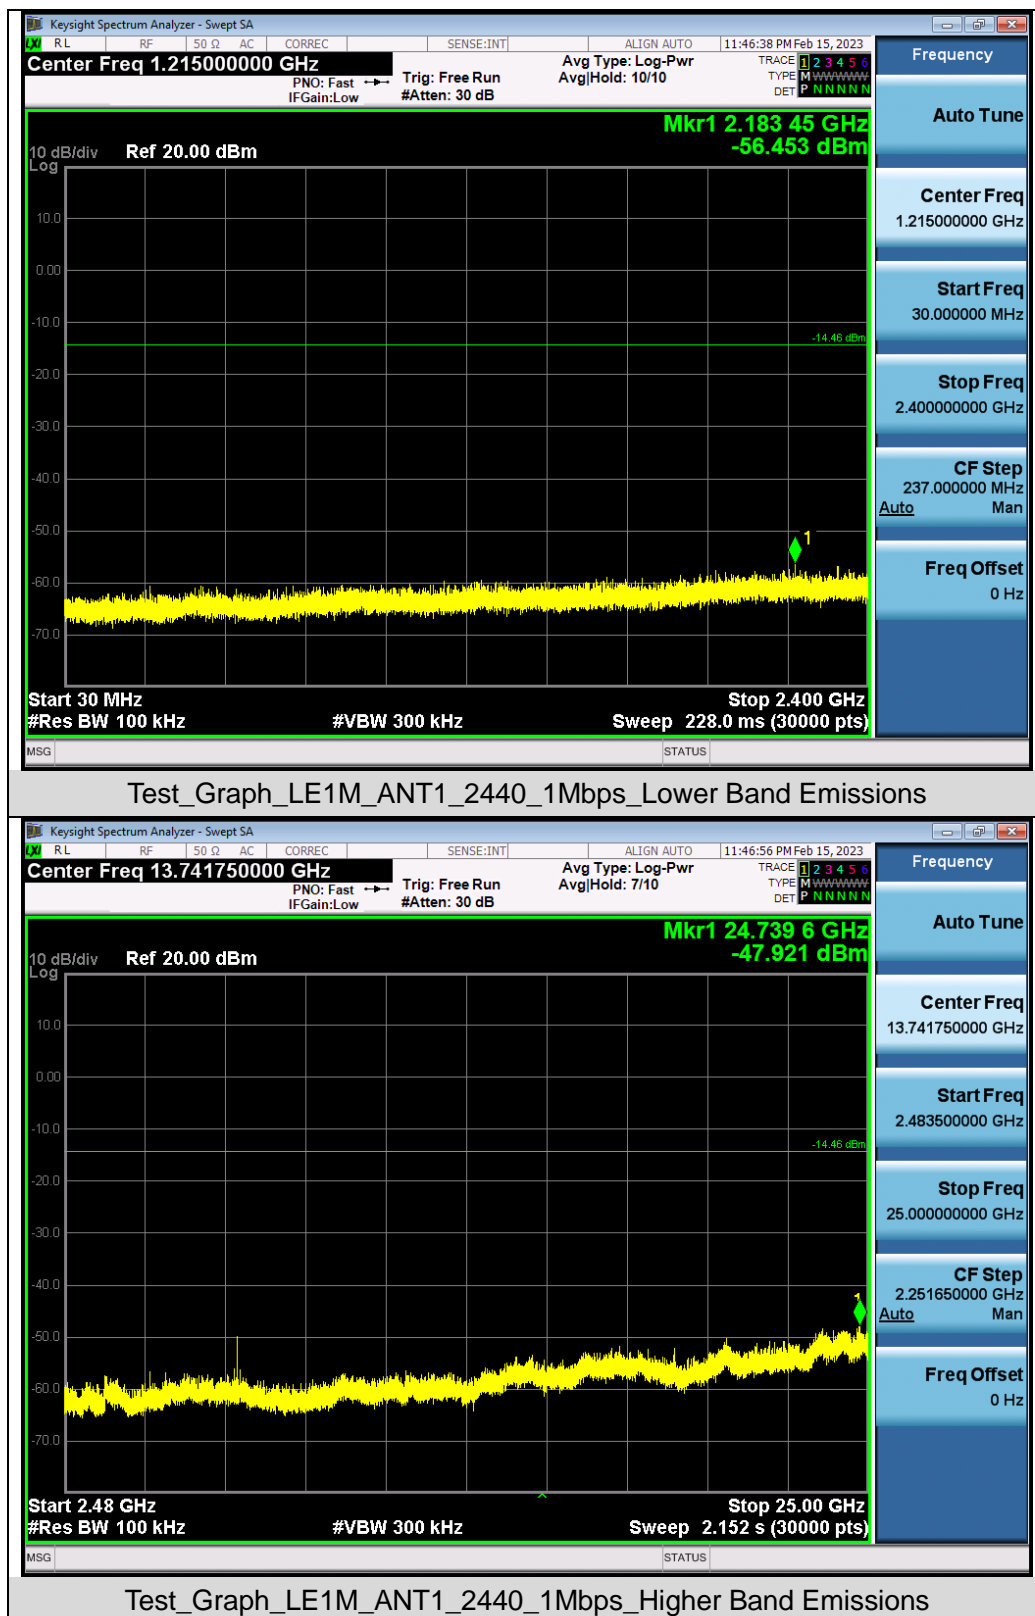 Keysight Spectrum Analyzer - Swept SA
LXI RL RF 50 Ω AC CORREC SENSE:INT ALIGN AUTO 11:46:38 PM Feb 15, 2023
Center Freq 1.215000000 GHz
PNO: Fast
IFGain:Low
Trig: Free Run
#Atten: 30 dB
Avg Type: Log-Pwr
Avg|Hold: 10/10
TRACE 1 2 3 4 5 6
TYPE M WWWWW
DET P N N N N N
Mkr1 2.183 45 GHz
-56.453 dBm
10 dB/div Ref 20.00 dBm
Log
10.0
0.00
-10.0
-14.46 dBm
-20.0
-30.0
-40.0
-50.0
1
-60.0
-70.0
Start 30 MHz Stop 2.400 GHz
#Res BW 100 kHz #VBW 300 kHz Sweep 228.0 ms (30000 pts)
MSG STATUS
Frequency
Auto Tune
Center Freq
1.215000000 GHz
Start Freq
30.000000 MHz
Stop Freq
2.400000000 GHz
CF Step
237.000000 MHz
Auto Man
Freq Offset
0 Hz
Test_Graph_LE1M_ANT1_2440_1Mbps_Lower Band Emissions
Keysight Spectrum Analyzer - Swept SA
LXI RL RF 50 Ω AC CORREC SENSE:INT ALIGN AUTO 11:46:56 PM Feb 15, 2023
Center Freq 13.741750000 GHz
PNO: Fast
IFGain:Low
Trig: Free Run
#Atten: 30 dB
Avg Type: Log-Pwr
Avg|Hold: 7/10
TRACE 1 2 3 4 5 6
TYPE M WWWWW
DET P N N N N N
Mkr1 24.739 6 GHz
-47.921 dBm
10 dB/div Ref 20.00 dBm
Log
10.0
0.00
-10.0
-14.46 dBm
-20.0
-30.0
-40.0
1
-50.0
-60.0
-70.0
Start 2.48 GHz Stop 25.00 GHz
#Res BW 100 kHz #VBW 300 kHz Sweep 2.152 s (30000 pts)
MSG STATUS
Frequency
Auto Tune
Center Freq
13.741750000 GHz
Start Freq
2.483500000 GHz
Stop Freq
25.000000000 GHz
CF Step
2.251650000 GHz
Auto Man
Freq Offset
0 Hz
Test_Graph_LE1M_ANT1_2440_1Mbps_Higher Band Emissions